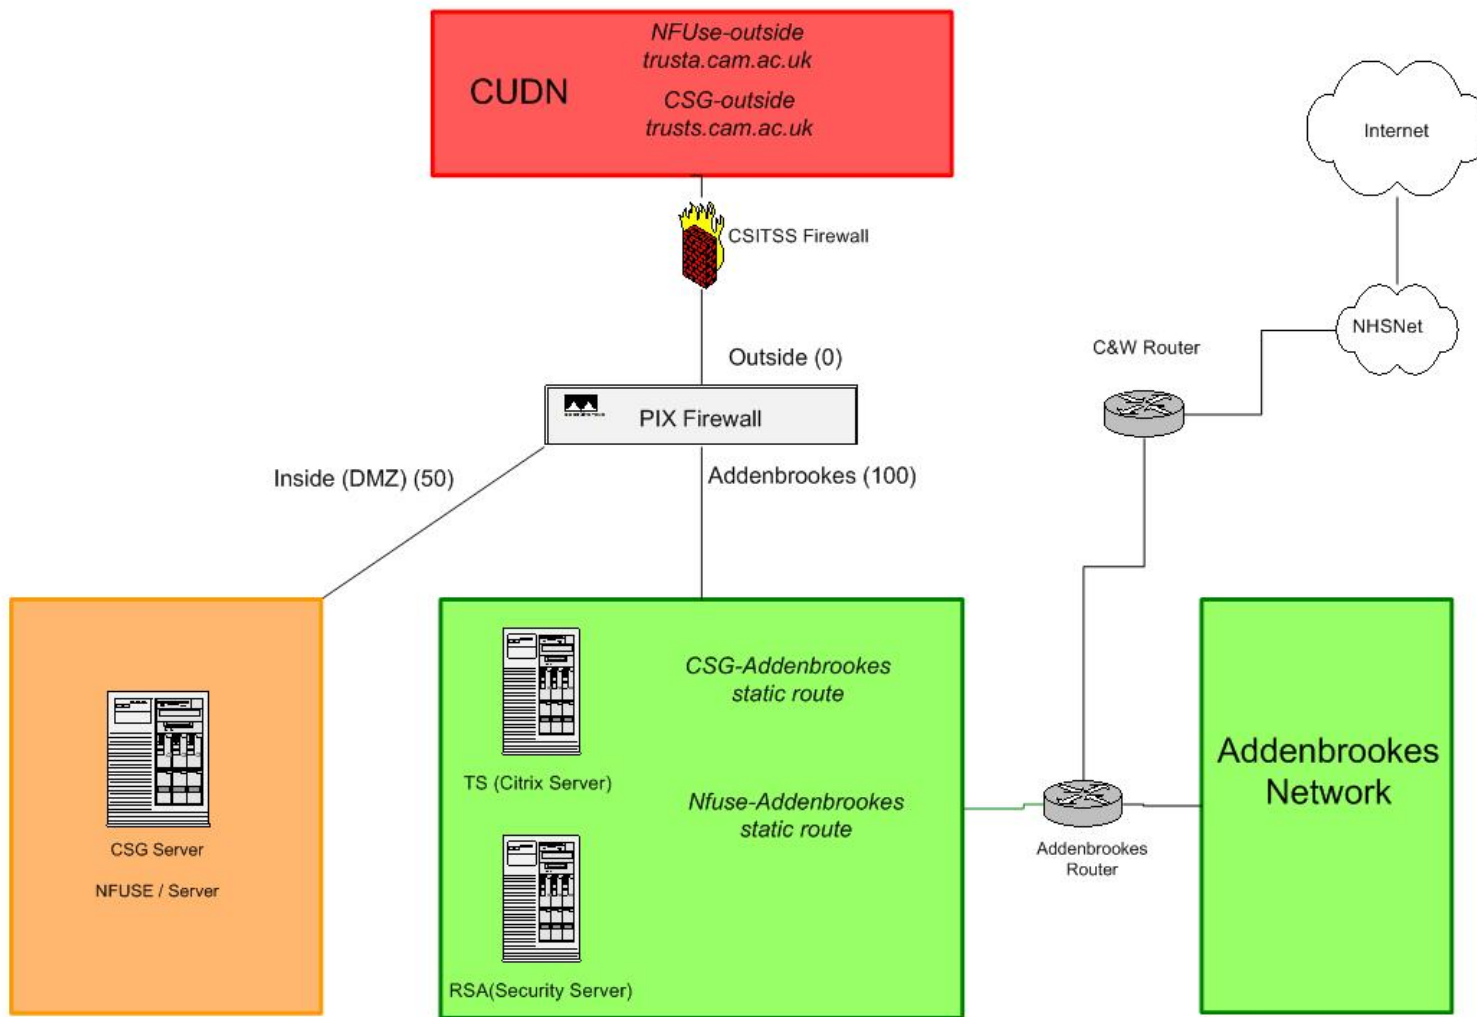 NFUse-outside
trusta.cam.ac.uk
CUDN
CSG-outside
trusts.cam.ac.uk
Internet
CSITSS Firewall
NHSNet
C&W Router
Outside (0)
PIX Firewall
Inside (DMZ) (50)
Addenbrookes (100)
CSG-Addenbrookes
static route
TS (Citrix Server)
Nfuse-Addenbrookes
static route
Addenbrookes
Network
CSG Server
NFUSE / Server
Addenbrookes
Router
RSA(Security Server)